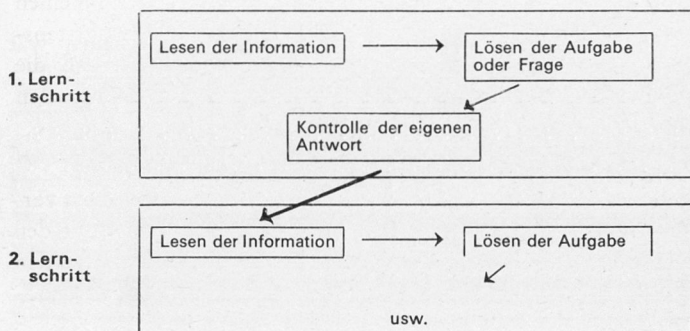 Lesen der Information
Lösen der Aufgabe
oder Frage
1. Lern-
schritt
Kontrolle der eigenen
Antwort
Lesen der Information
Lösen der Aufgabe
2. Lern-
schritt
usw.